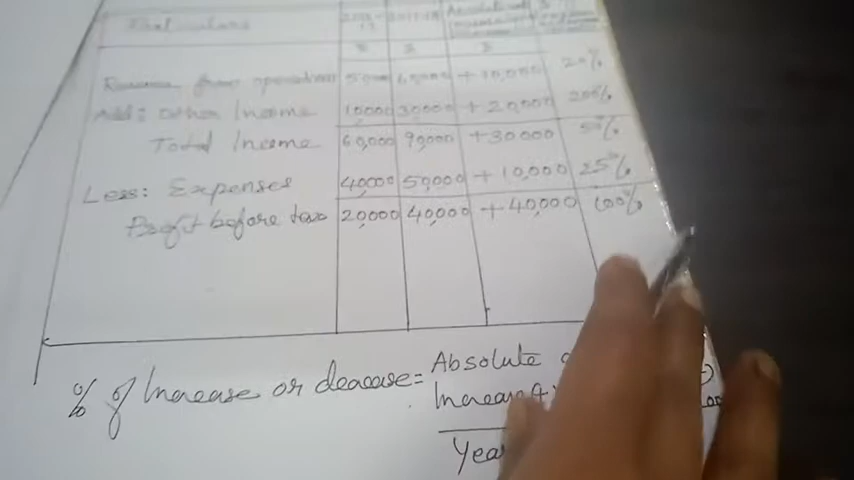 Particulars
Revenue from operations 50,000 60,000 +10,000 20%
Add: Other Income 10,000 30,000 +20,000 200%
Total Income 60,000 90,000 +30000 50%
Less: Expenses 40,000 50,000 +10,000 25%
Profit before tax 20,000 40,000 +40,000 100%
% of Increase or decrease = Absolute
Increase
Year